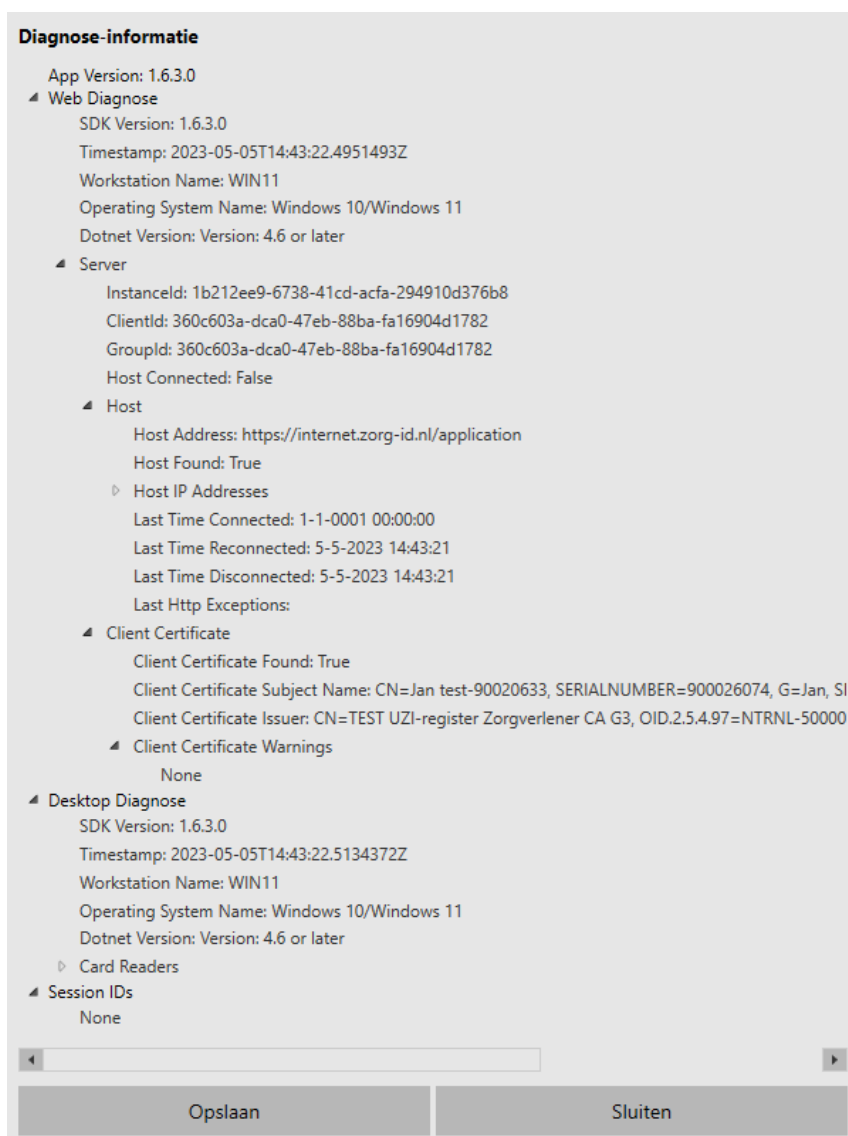 Diagnose-informatie
App Version: 1.6.3.0
Web Diagnose
SDK Version: 1.6.3.0
Timestamp: 2023-05-05T14:43:22.4951493Z
Workstation Name: WIN11
Operating System Name: Windows 10/Windows 11
Dotnet Version: Version: 4.6 or later
Server
InstanceId: 1b212ee9-6738-41cd-acfa-294910d376b8
ClientId: 360c603a-dca0-47eb-88ba-fa16904d1782
GroupId: 360c603a-dca0-47eb-88ba-fa16904d1782
Host Connected: False
Host
Host Address: https://internet.zorg-id.nl/application
Host Found: True
Host IP Addresses
Last Time Connected: 1-1-0001 00:00:00
Last Time Reconnected: 5-5-2023 14:43:21
Last Time Disconnected: 5-5-2023 14:43:21
Last Http Exceptions:
Client Certificate
Client Certificate Found: True
Client Certificate Subject Name: CN=Jan test-90020633, SERIALNUMBER=900026074, G=Jan, SI
Client Certificate Issuer: CN=TEST UZI-register Zorgverlener CA G3, OID.2.5.4.97=NTRNL-50000
Client Certificate Warnings
None
Desktop Diagnose
SDK Version: 1.6.3.0
Timestamp: 2023-05-05T14:43:22.5134372Z
Workstation Name: WIN11
Operating System Name: Windows 10/Windows 11
Dotnet Version: Version: 4.6 or later
Card Readers
Session IDs
None
Opslaan
Sluiten